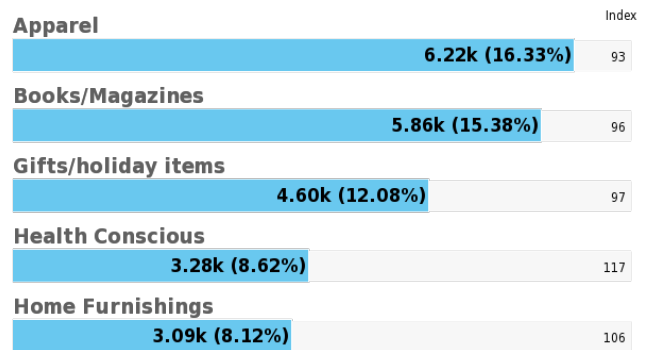 Index
Apparel
6.22k (16.33%) 93
Books/Magazines
5.86k (15.38%) 96
Gifts/holiday items
4.60k (12.08%) 97
Health Conscious
3.28k (8.62%) 117
Home Furnishings
3.09k (8.12%) 106